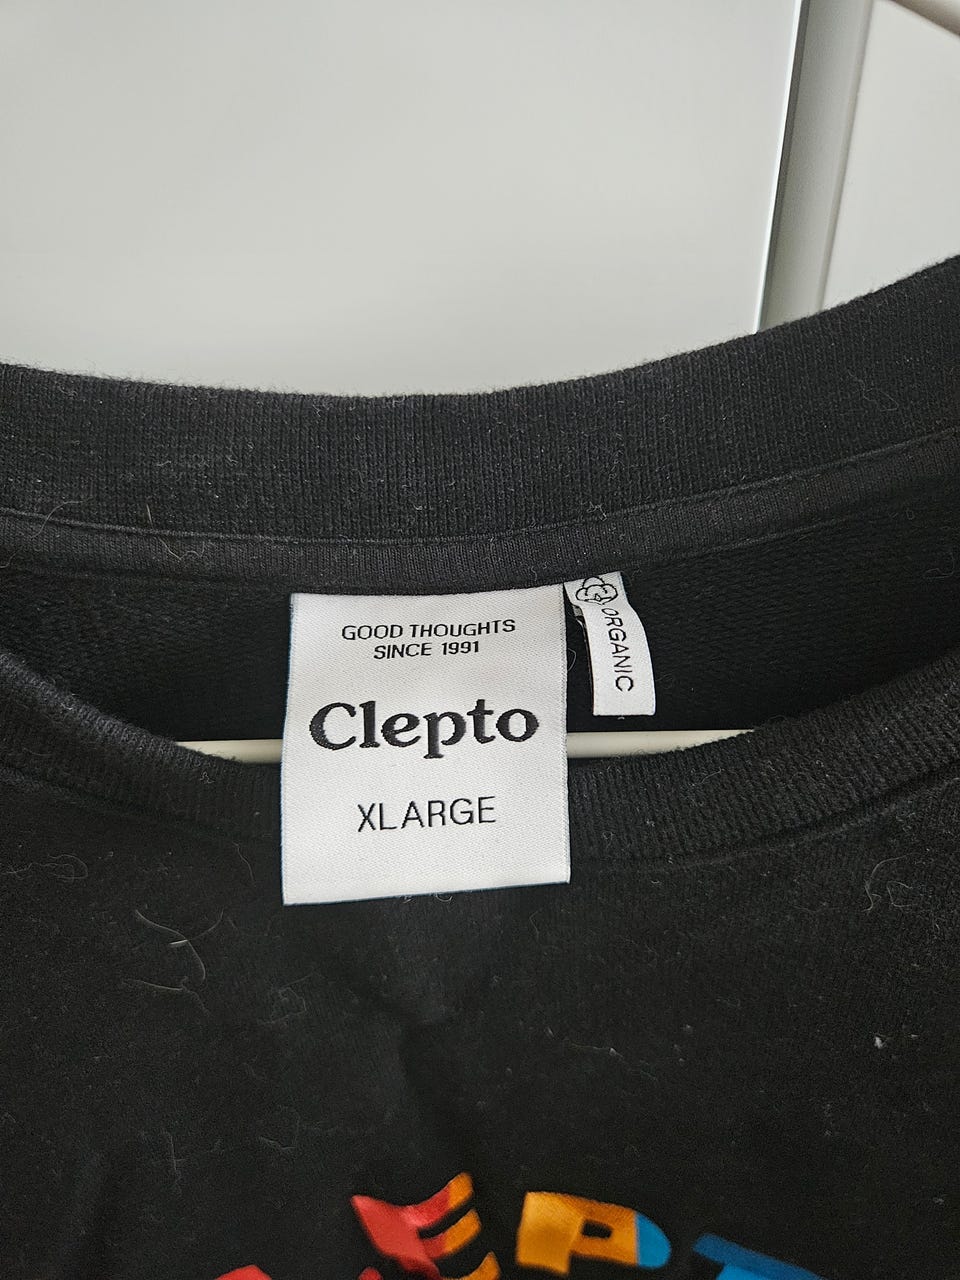 GOOD THOUGHTS
SINCE 1991
Clepto
XLARGE
ORGANIC